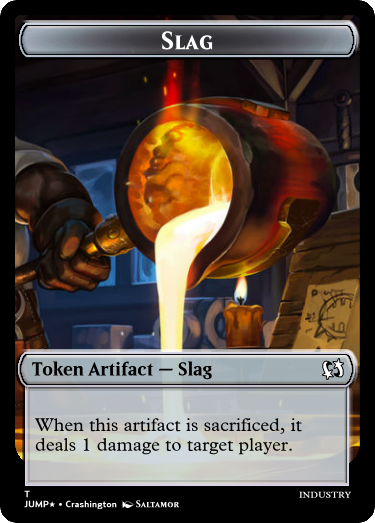 Slag
Token Artifact — Slag
When this artifact is sacrificed, it
deals 1 damage to target player.
T
INDUSTRY
JUMP★ • Crashington Saltamor